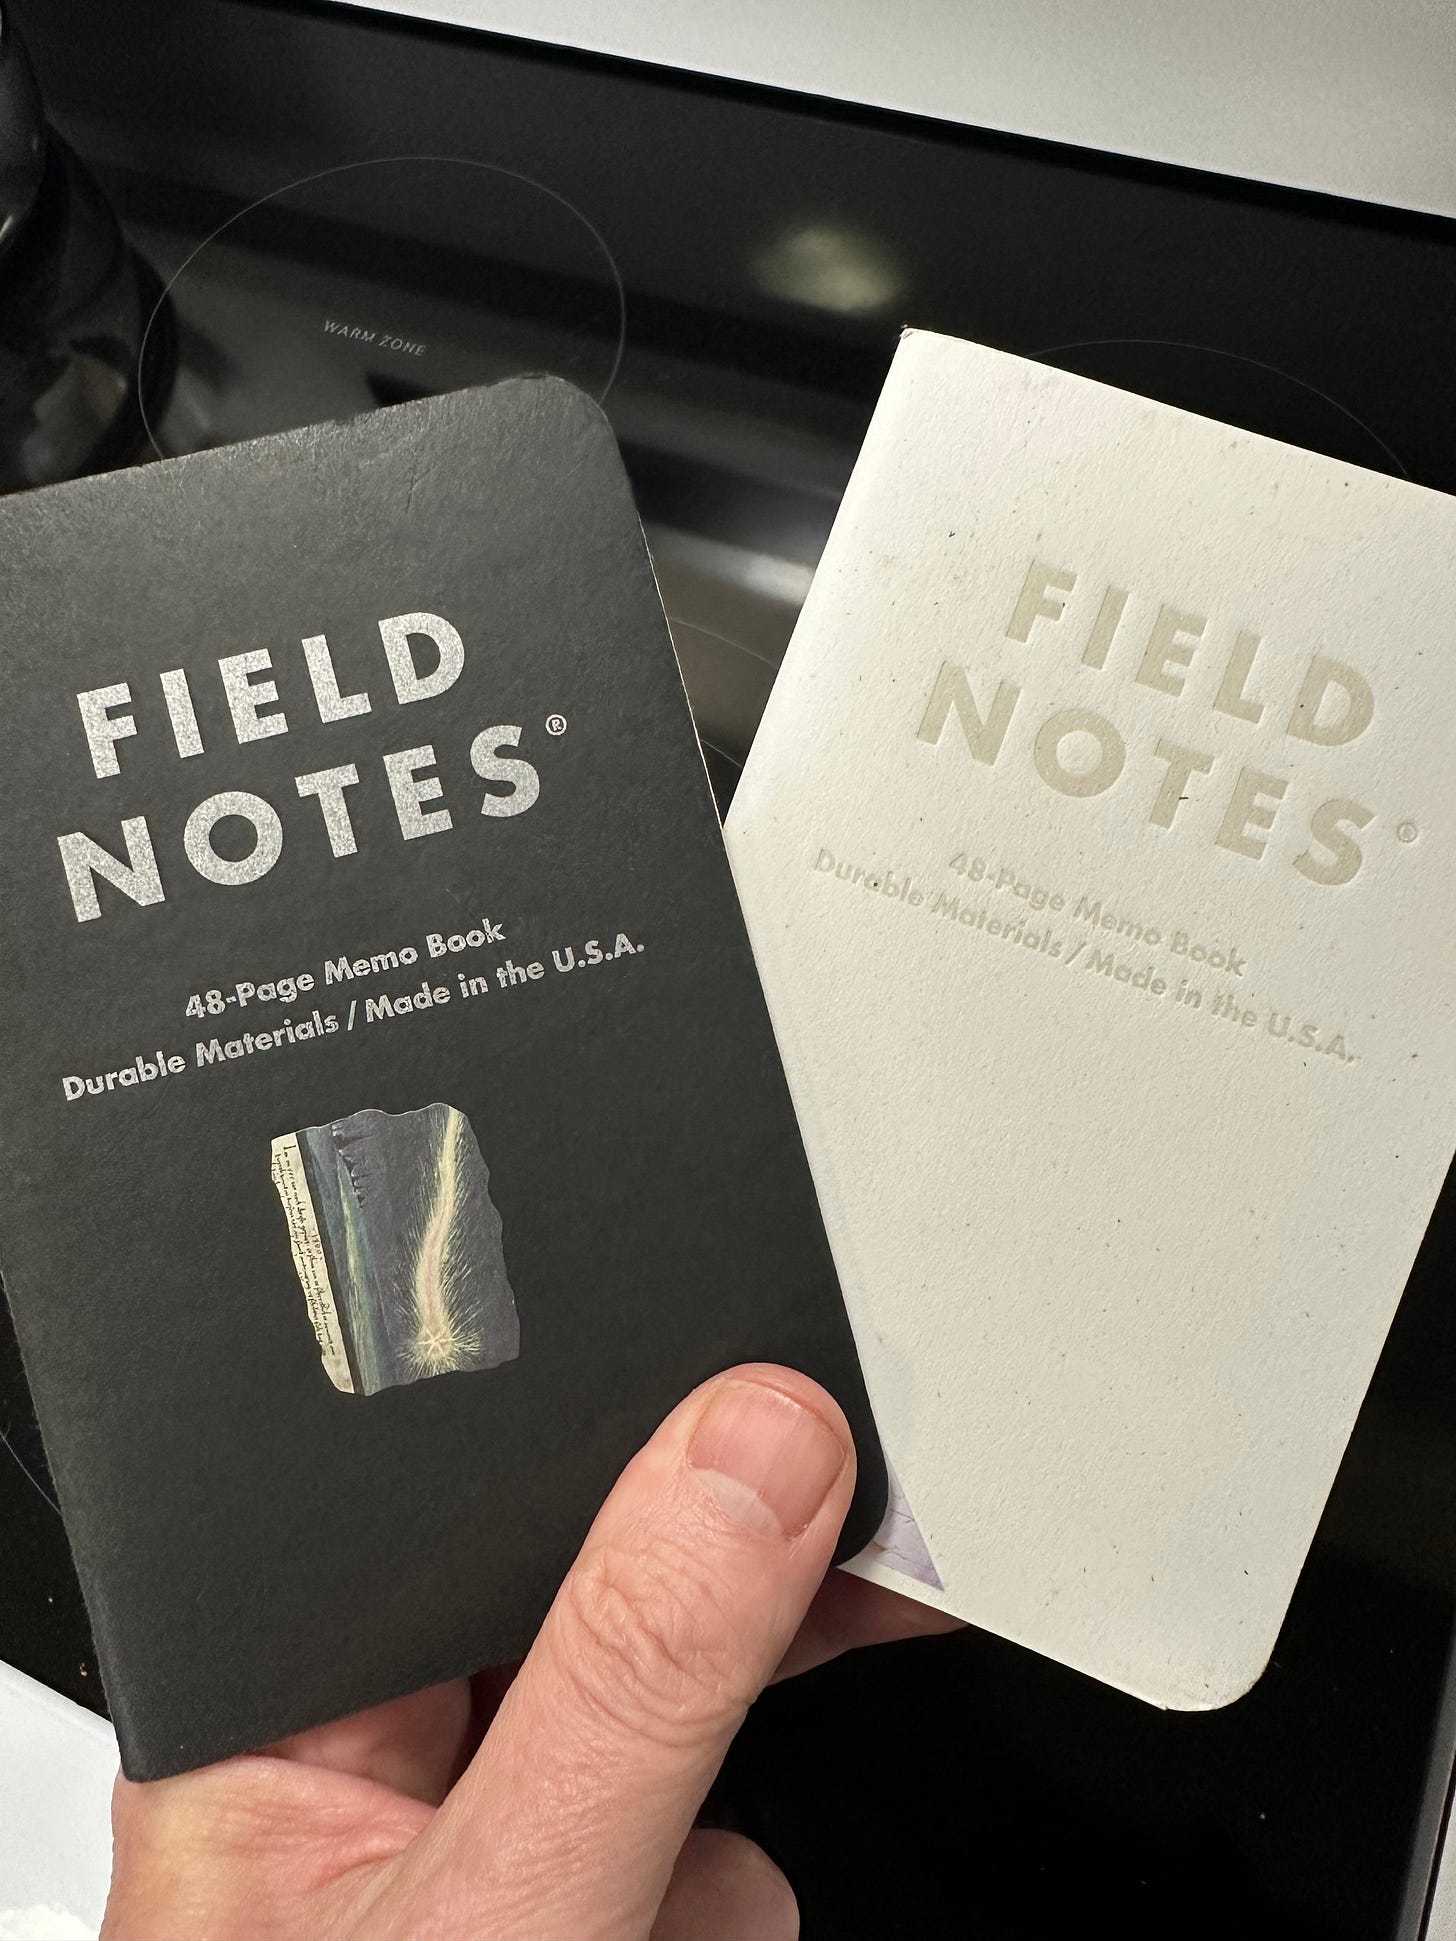 WARM ZONE
FIELD
NOTES®
48-Page Memo Book
Durable Materials / Made in the U.S.A.
FIELD
NOTES®
48-Page Memo Book
Durable Materials / Made in the U.S.A.